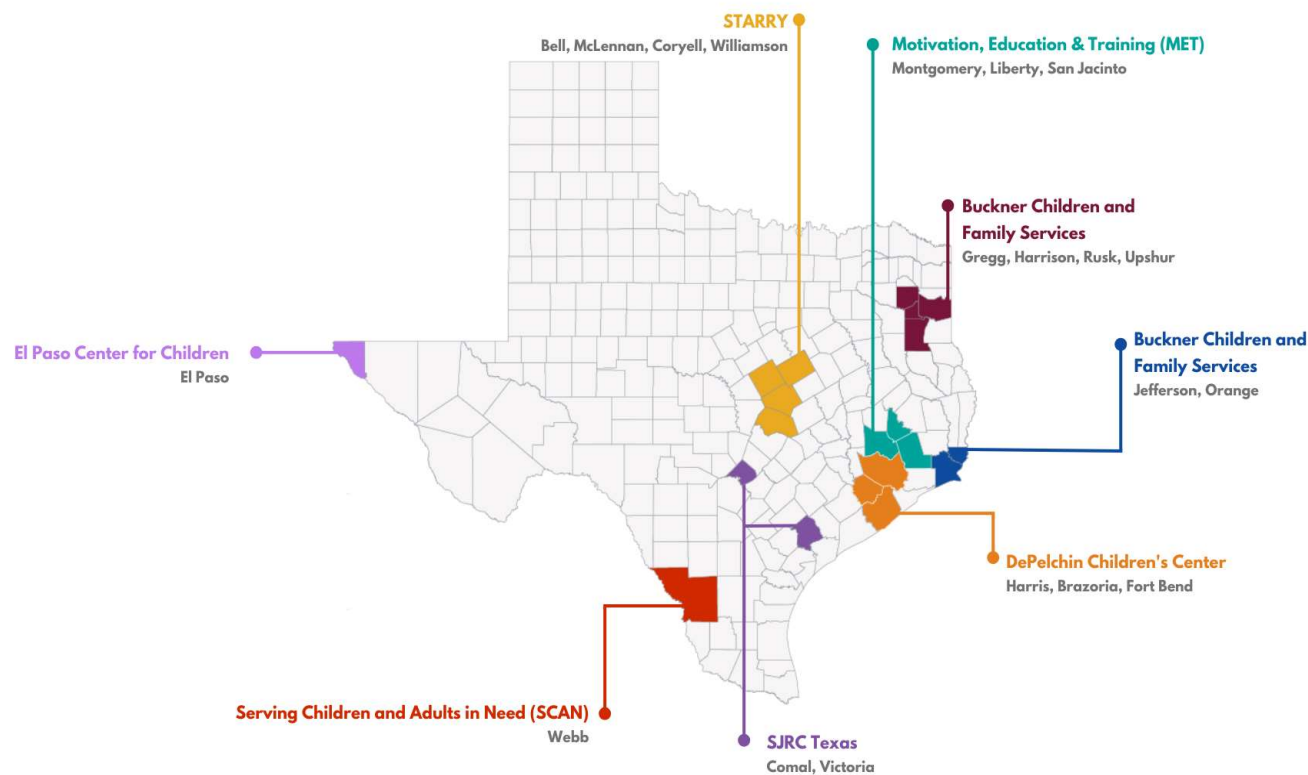 STARRY
Bell, McLennan, Coryell, Williamson
Motivation, Education & Training (MET)
Montgomery, Liberty, San Jacinto
Buckner Children and
Family Services
Gregg, Harrison, Rusk, Upshur
Buckner Children and
Family Services
Jefferson, Orange
El Paso Center for Children
El Paso
DePelchin Children's Center
Harris, Brazoria, Fort Bend
Serving Children and Adults in Need (SCAN)
Webb
SJRC Texas
Comal, Victoria